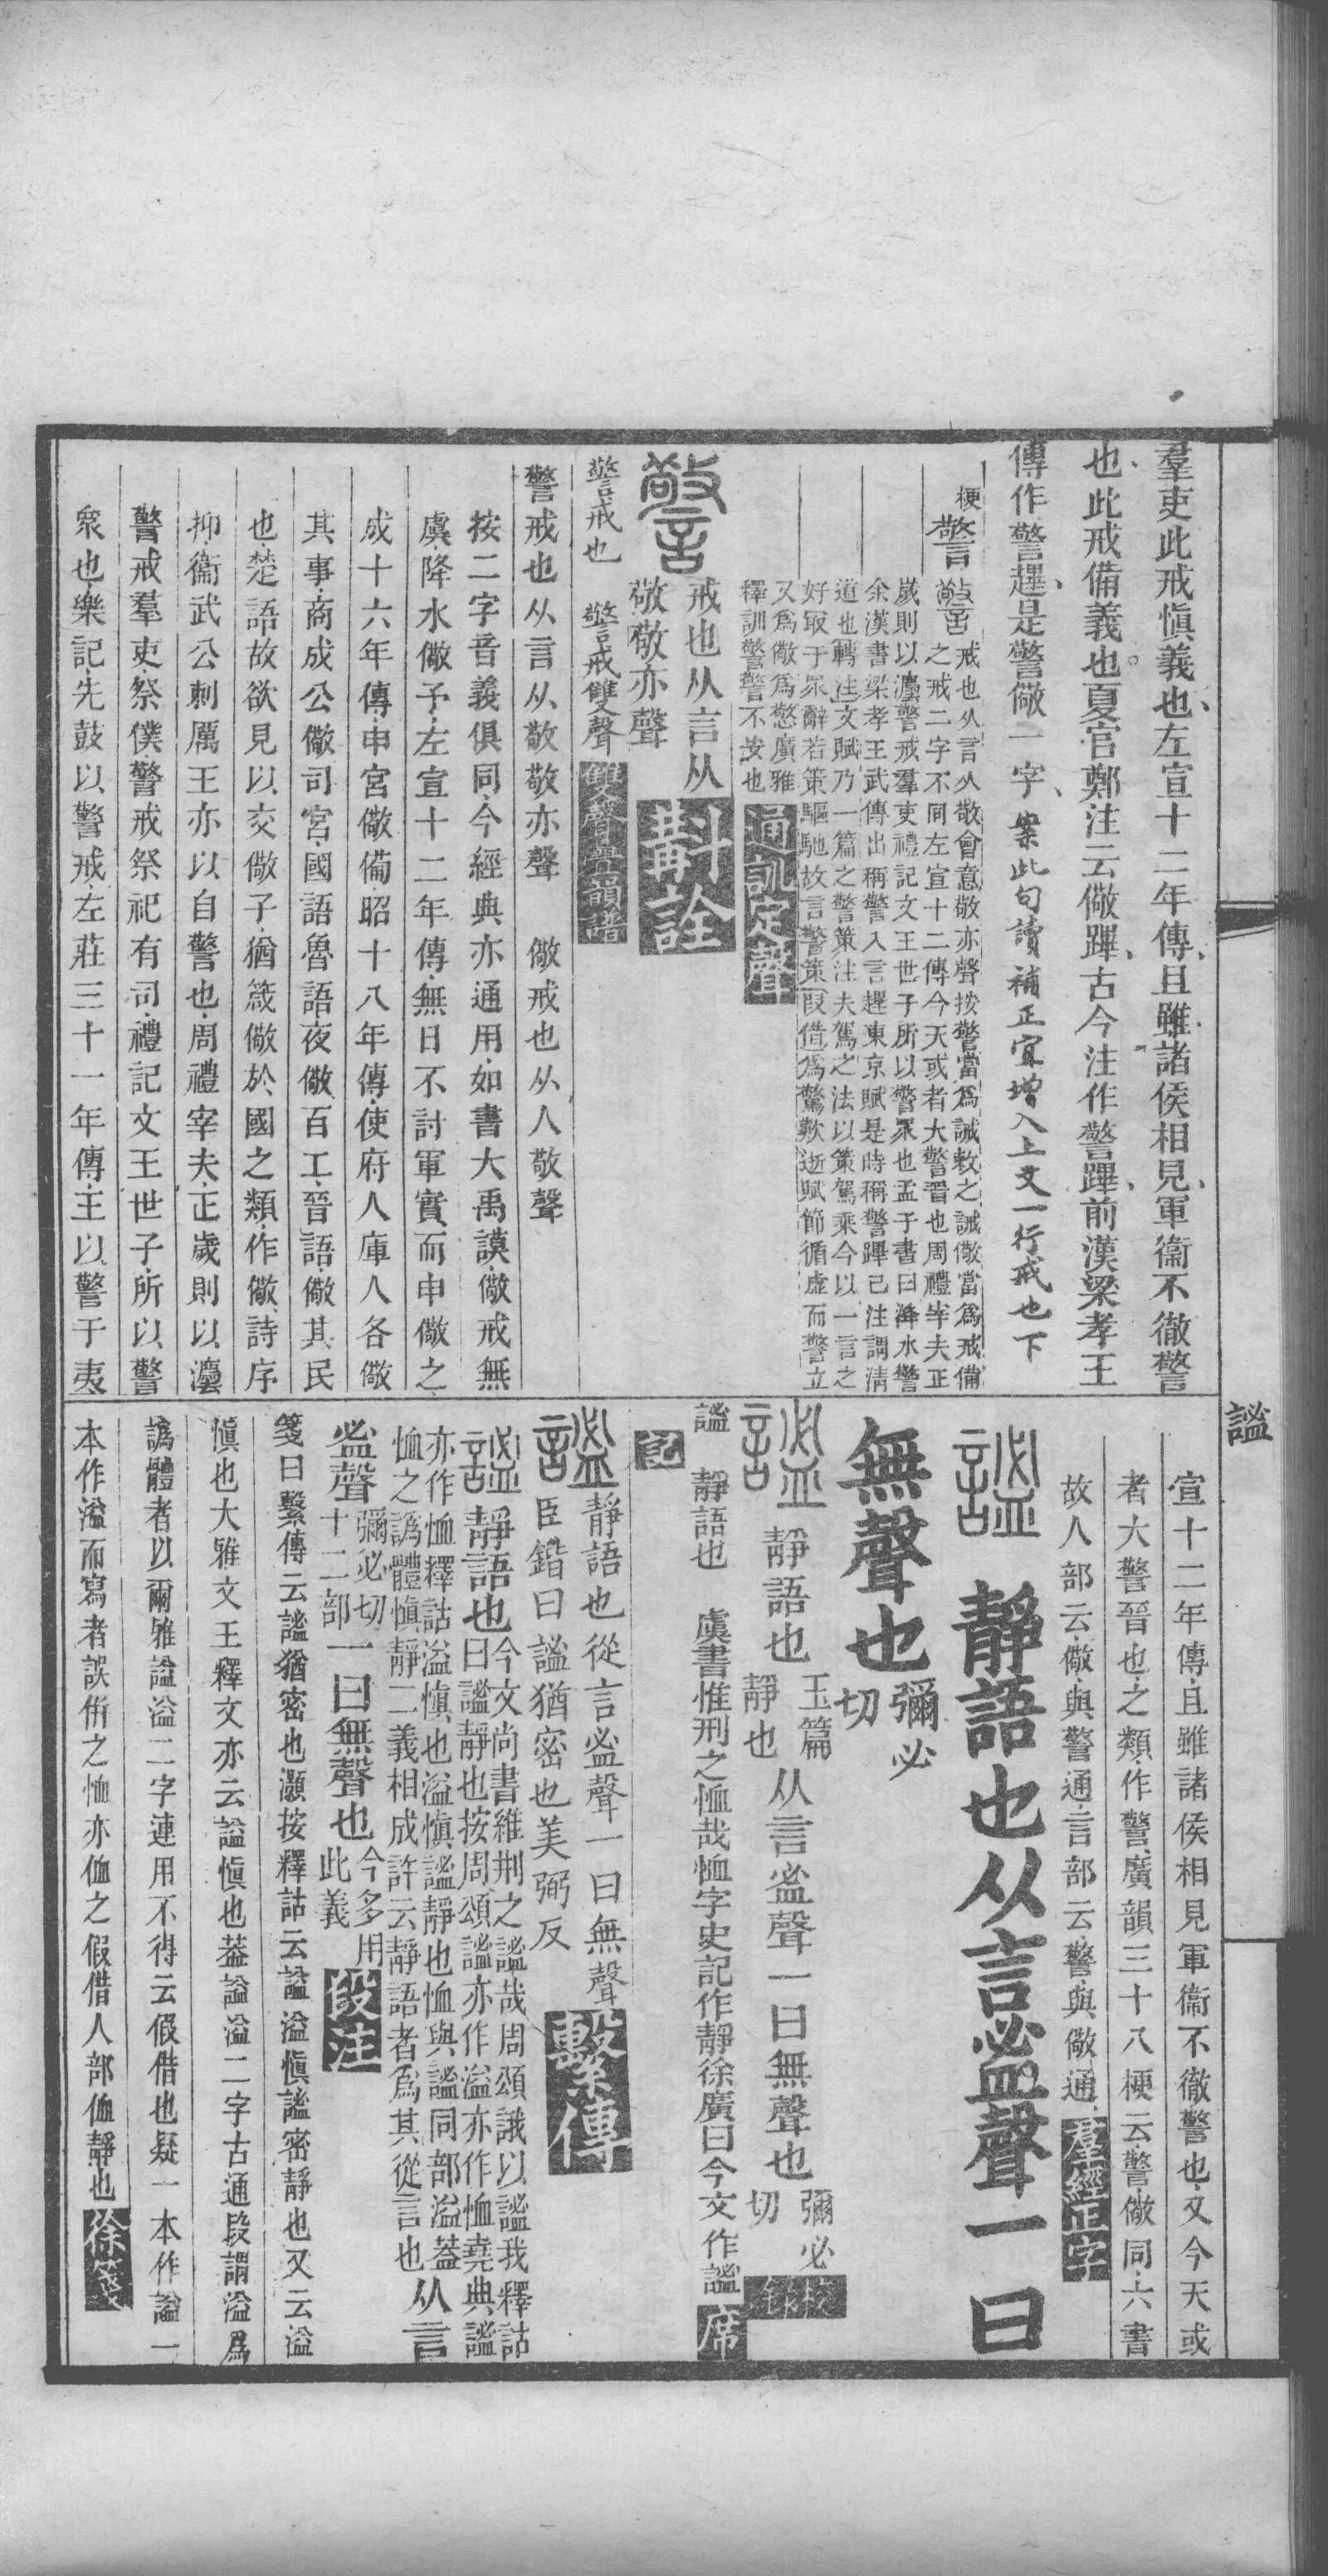 羣吏此戒愼義也左宣十二年傳且雖諸侯相見軍衞不徹警
也此戒備義也夏官鄭注云儆蹕古今注作警蹕前漢梁孝王
傳作警趩是警儆一字案此句讀補正宜增入上文一行戒也下
梗
警
戒也从言从敬會意敬亦聲按警當爲誡敕之誡儆當爲戒備
之戒二字不同左宣十二傳今天或者大警晉也周禮宰夫正
歲則以灋警戒羣吏禮記文王世子所以警眾也孟子書曰洚水警
余漢書梁孝王武傳出稱警入言趩東京賦是時稱警蹕已注謂淸
道也轉注文賦乃一篇之警策注夫駕之法以策駕乘今以一言之
好取于眾辭若策驅馳故言警策叚借爲驚歎逝賦節循虛而警立
又爲儆爲憼廣雅
釋訓警警不安也
通訓定聲
戒也从言从
敬敬亦聲
斠詮
警戒也 警戒雙聲
雙聲疊韻譜
警戒也从言从敬敬亦聲 儆戒也从人敬聲
按二字音義俱同今經典亦通用如書大禹謨儆戒無
虞降水儆予左宣十二年傳無日不討軍實而申儆之
成十六年傳申宮儆備昭十八年傳使府人庫人各儆
其事商成公儆司宮國語魯語夜儆百工晉語儆其民
也楚語故欲見以交儆子猶箴儆於國之類作儆詩序
抑衞武公刺厲王亦以自警也周禮宰夫正歲則以灋
警戒羣吏祭僕警戒祭祀有司禮記文王世子所以警
眾也樂記先鼓以警戒左莊三十一年傳王以警于夷
謐
宣十二年傳且雖諸侯相見軍衞不徹警也又今天或
者大警晉也之類作警廣韻三十八梗云警儆同六書
故人部云儆與警通言部云警與儆通
羣經正字
靜語也从言䀄聲一曰
無聲也
彌必
切
靜語也
玉篇
靜也
从言䀄聲一曰無聲也
彌必
切
校錄
謐 靜語也 虞書惟刑之恤哉恤字史記作靜徐廣曰今文作謐
席記
靜語也從言䀄聲一曰無聲
臣鍇曰謐猶密也美弼反
繫傳
靜語也
今文尚書維㓝之謐哉周頌誐以謐我釋詁
曰謐靜也按周頌謐亦作溢亦作恤堯典謐
亦作恤釋詁溢愼也溢愼謐靜也恤與謐同部溢葢
恤之譌體愼靜二義相成許云靜語者爲其從言也
从言
䀄聲
彌必切
十二部
一曰無聲也
今多用
此義
段注
箋曰繫傳云謐猶密也灝按釋詁云謚溢愼謐密靜也又云溢
愼也大雅文王釋文亦云謚愼也葢謚溢二字古通段謂溢爲
譌體者以爾雅謚溢二字連用不得云假借也疑一本作謚一
本作溢而寫者誤倂之恤亦侐之假借人部侐靜也
徐箋